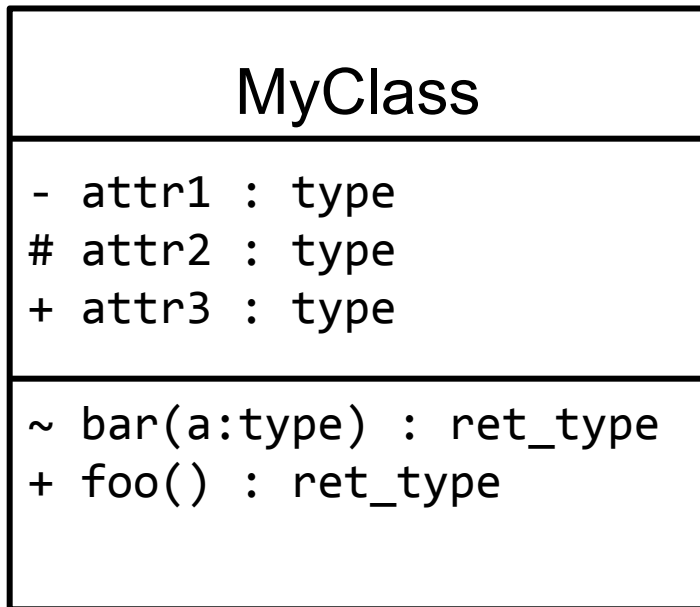 MyClass
- attr1 : type
# attr2 : type
+ attr3 : type
~ bar(a:type) : ret_type
+ foo() : ret_type